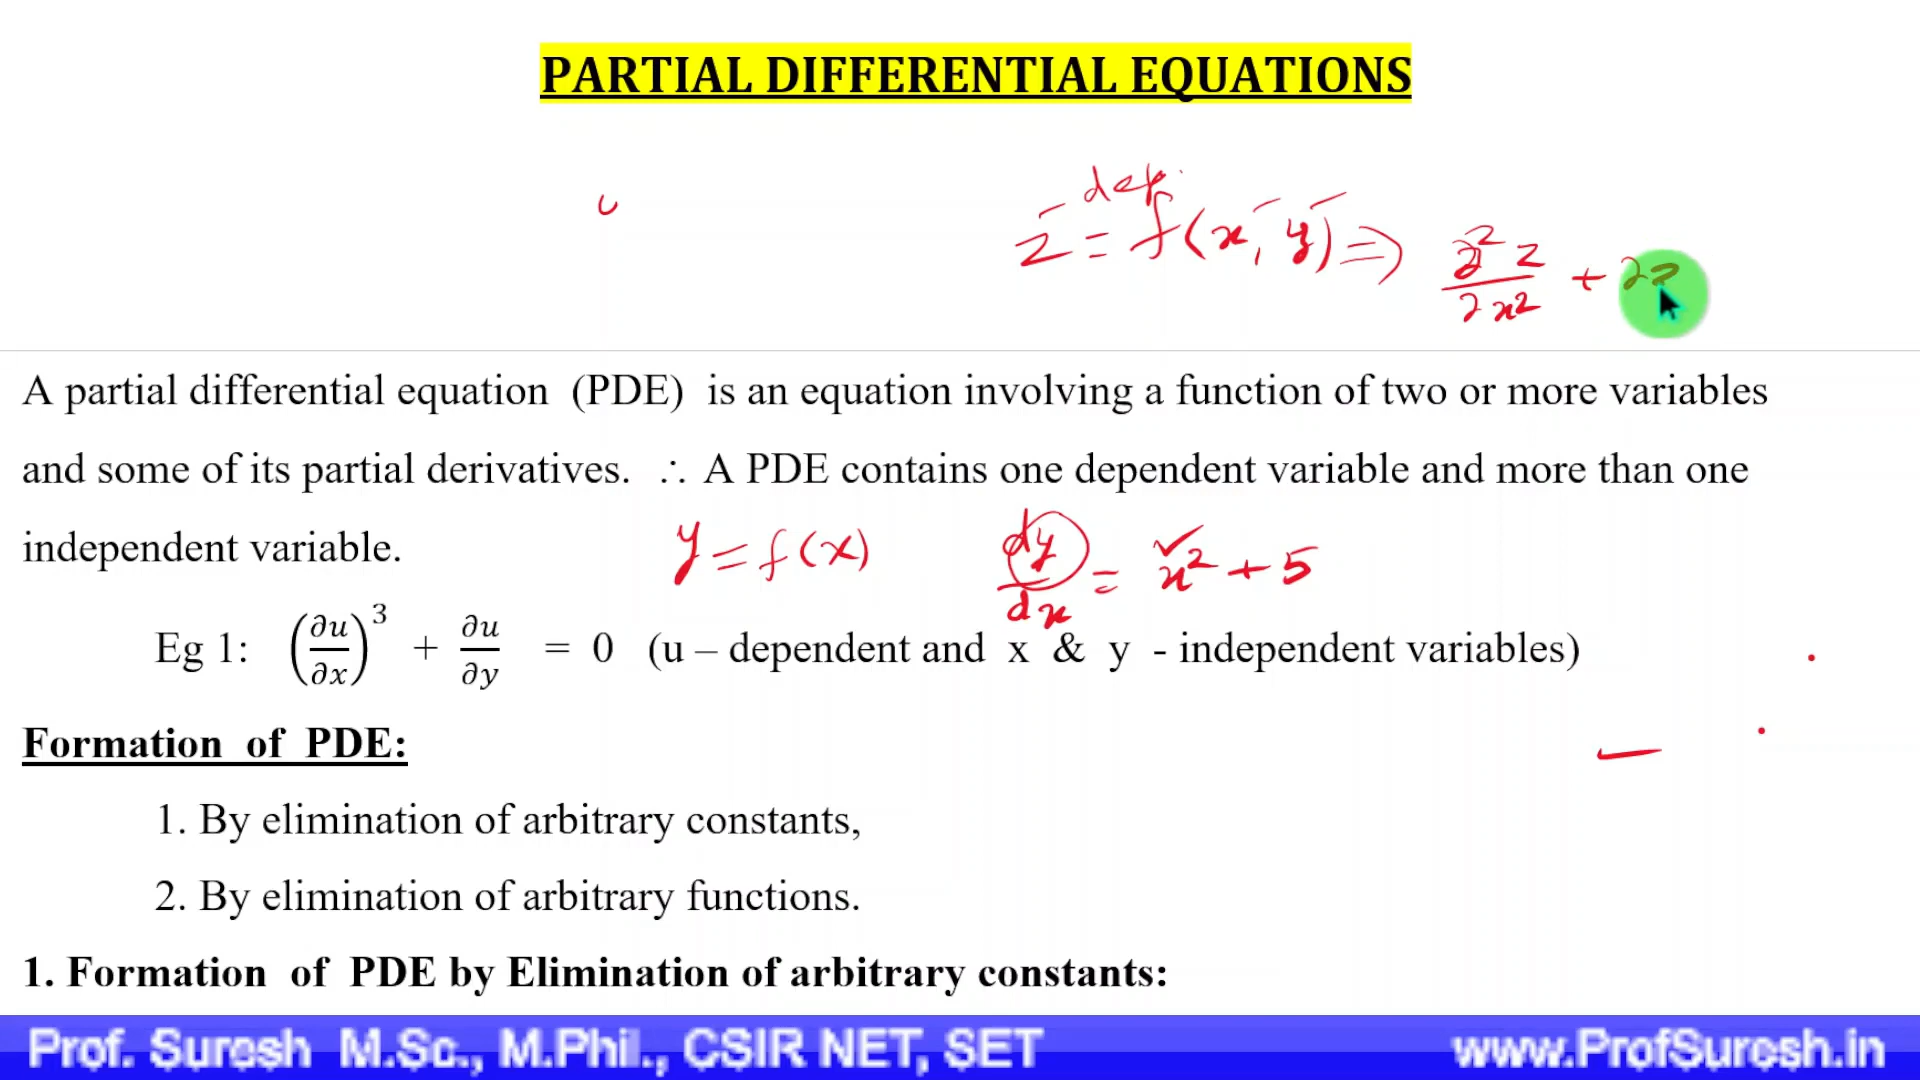 PARTIAL DIFFERENTIAL EQUATIONS
dep.
z = f(x, y) ⇒ ∂²z/∂x² + ∂z
A partial differential equation (PDE) is an equation involving a function of two or more variables
and some of its partial derivatives. ∴ A PDE contains one dependent variable and more than one
independent variable.
y = f(x) dy/dx = x² + 5
Eg 1: (∂u/∂x)³ + ∂u/∂y = 0 (u – dependent and x & y - independent variables)
Formation of PDE:
1. By elimination of arbitrary constants,
2. By elimination of arbitrary functions.
1. Formation of PDE by Elimination of arbitrary constants:
Prof. Suresh M.Sc., M.Phil., CSIR NET, SET www.ProfSuresh.in